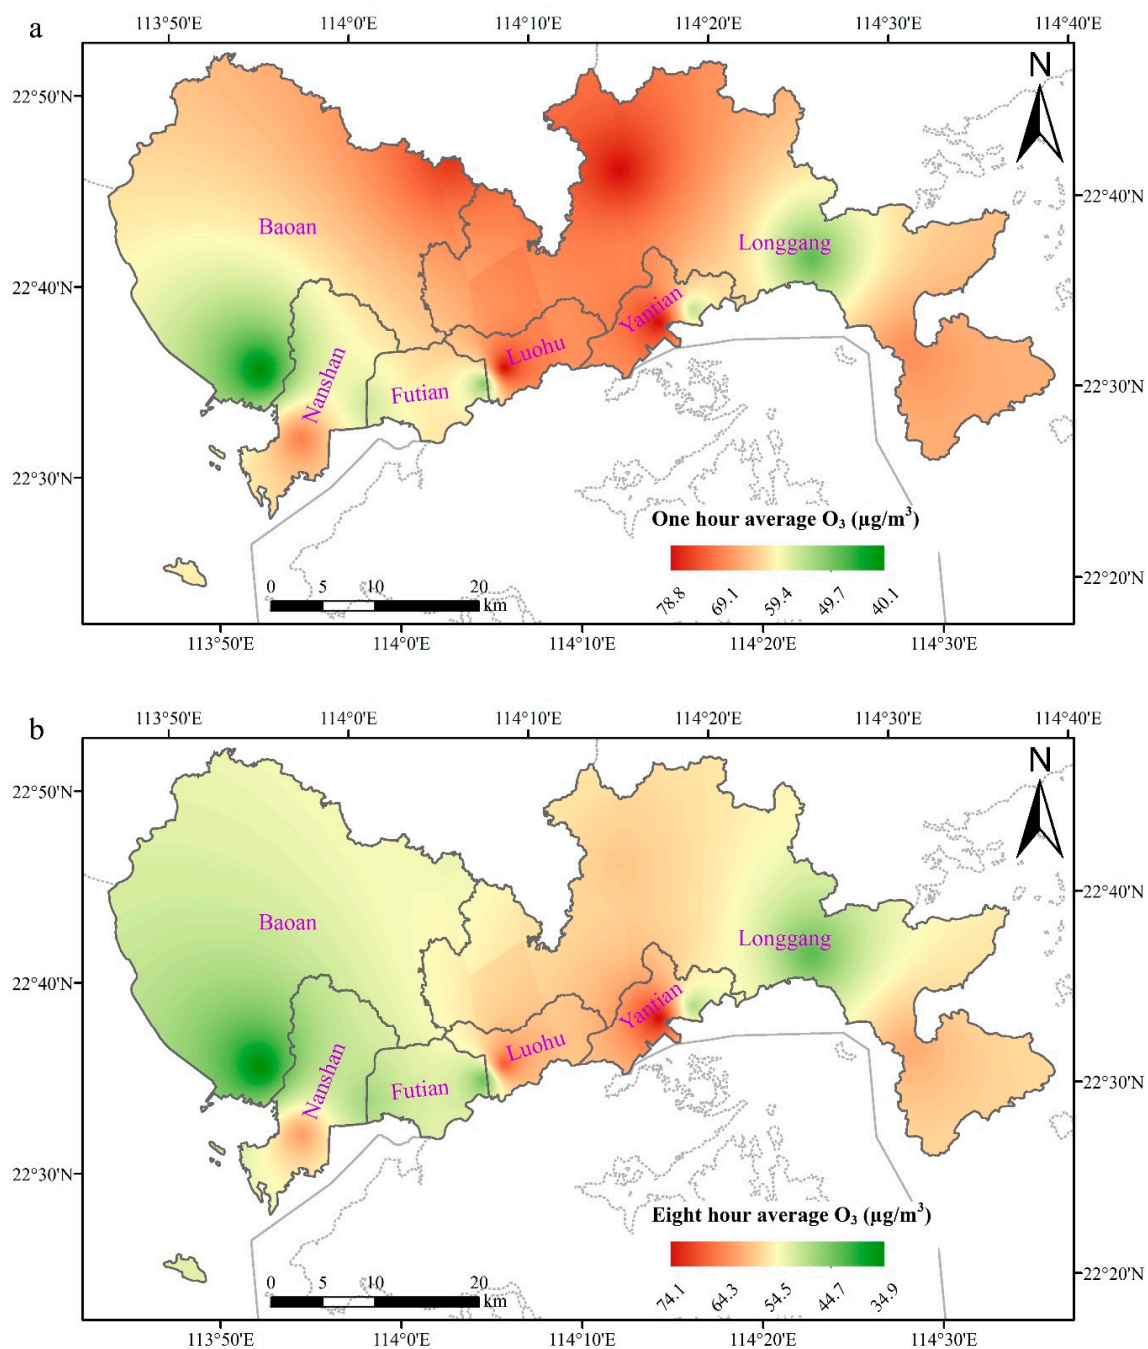 a
113°50'E 114°0'E 114°10'E 114°20'E 114°30'E 114°40'E
N
22°50'N
22°40'N
Baoan
Longgang
22°40'N
Yantian
Luohu
Nanshan
Futian
22°30'N
22°30'N
One hour average O₃ (µg/m³)
78.8 69.1 59.4 49.7 40.1
22°20'N
0 5 10 20
km
113°50'E 114°0'E 114°10'E 114°20'E 114°30'E
b
113°50'E 114°0'E 114°10'E 114°20'E 114°30'E 114°40'E
N
22°50'N
22°40'N
Baoan
Longgang
22°40'N
Yantian
Luohu
Nanshan
Futian
22°30'N
22°30'N
Eight hour average O₃ (µg/m³)
74.1 64.3 54.5 44.7 34.9
22°20'N
0 5 10 20
km
113°50'E 114°0'E 114°10'E 114°20'E 114°30'E